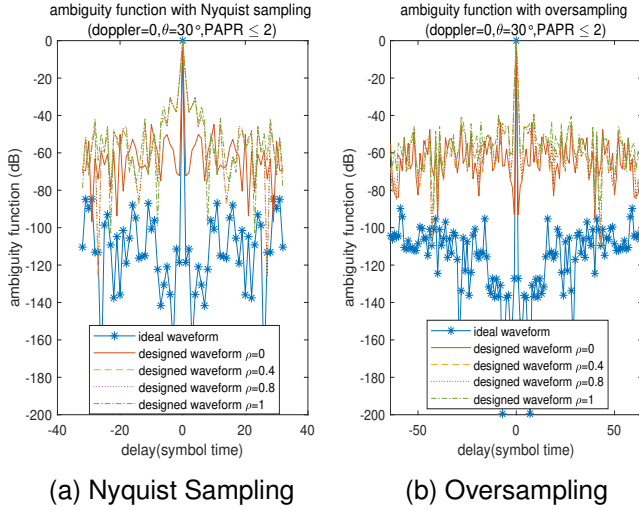 ambiguity function with Nyquist sampling
(doppler=0,θ=30°,PAPR ≤ 2)
0
-20
-40
-60
-80
-100
-120
-140
-160
-180
-200
ambiguity function (dB)
ideal waveform
designed waveform ρ=0
designed waveform ρ=0.4
designed waveform ρ=0.8
designed waveform ρ=1
-40 -20 0 20 40
delay(symbol time)
(a) Nyquist Sampling
ambiguity function with oversampling
(doppler=0,θ=30°,PAPR ≤ 2)
0
-20
-40
-60
-80
-100
-120
-140
-160
-180
-200
ambiguity function (dB)
ideal waveform
designed waveform ρ=0
designed waveform ρ=0.4
designed waveform ρ=0.8
designed waveform ρ=1
-50 0 50
delay(symbol time)
(b) Oversampling